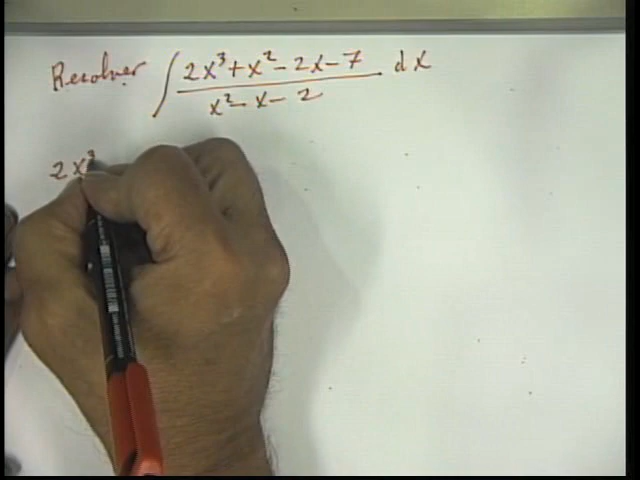 Resolver ∫ (2x³+x²-2x-7)/(x²-x-2) dx
2x³